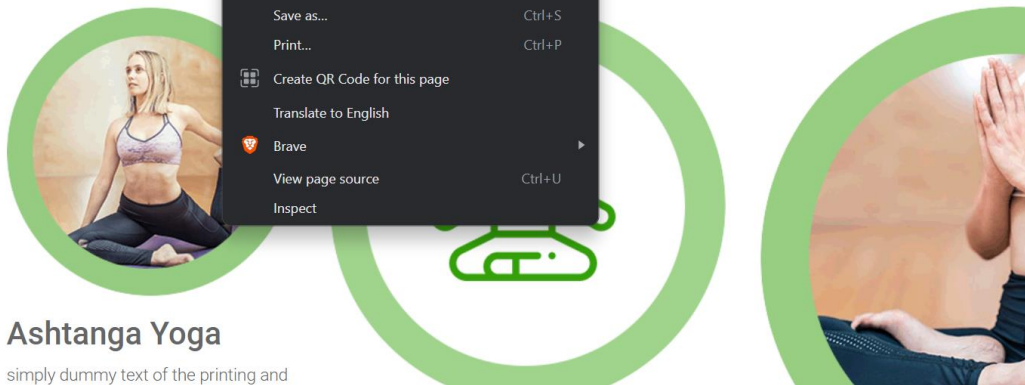 Save as...
Ctrl+S
Print...
Ctrl+P
Create QR Code for this page
Translate to English
Brave
View page source
Ctrl+U
Inspect
Ashtanga Yoga
simply dummy text of the printing and